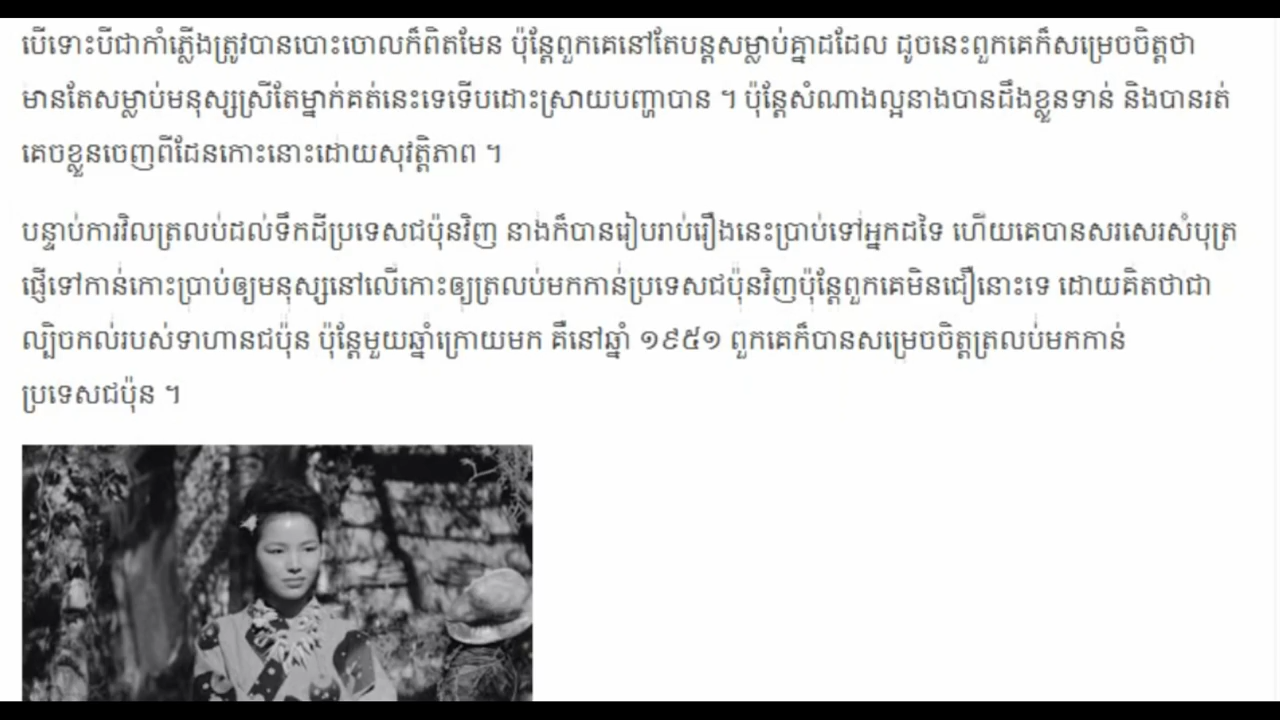 បើទោះបីជាកាំភ្លើងត្រូវបានបោះចោលក៏ពិតមែន ប៉ុន្តែពួកគេនៅតែបន្តសម្លាប់គ្នាដដែល ដូចនេះពួកគេក៏សម្រេចចិត្តថា
មានតែសម្លាប់មនុស្សស្រីតែម្នាក់គត់នេះទេទើបដោះស្រាយបញ្ហាបាន ។ ប៉ុន្តែសំណាងល្អនាងបានដឹងខ្លួនទាន់ និងបានរត់
គេចខ្លួនចេញពីដែនកោះនោះដោយសុវត្តិភាព ។
បន្ទាប់ការវិលត្រលប់ដល់ទឹកដីប្រទេសជប៉ុនវិញ នាងក៏បានរៀបរាប់រឿងនេះប្រាប់ទៅអ្នកដទៃ ហើយគេបានសរសេរសំបុត្រ
ផ្ញើទៅកាន់កោះប្រាប់ឲ្យមនុស្សនៅលើកោះឲ្យត្រលប់មកកាន់ប្រទេសជប៉ុនវិញប៉ុន្តែពួកគេមិនជឿនោះទេ ដោយគិតថាជា
ល្បិចកល់របស់ទាហានជប៉ុន ប៉ុន្តែមួយឆ្នាំក្រោយមក គឺនៅឆ្នាំ ១៩៥១ ពួកគេក៏បានសម្រេចចិត្តត្រលប់មកកាន់
ប្រទេសជប៉ុន ។